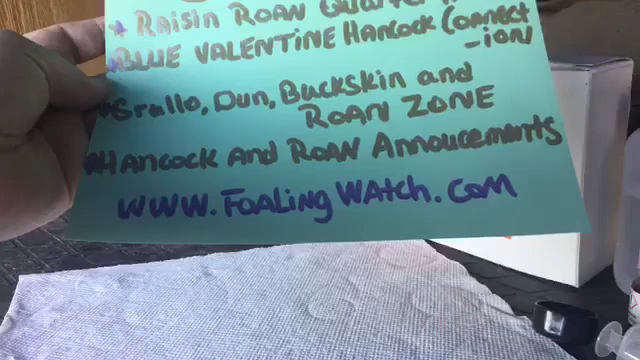 * Raisin Roan Quarter
*Blue Valentine Hancock Connect
-ion
*Grullo, Dun, Buckskin and
Roan Zone
*Hancock and Roan Annoucements
www.FoalingWatch.com